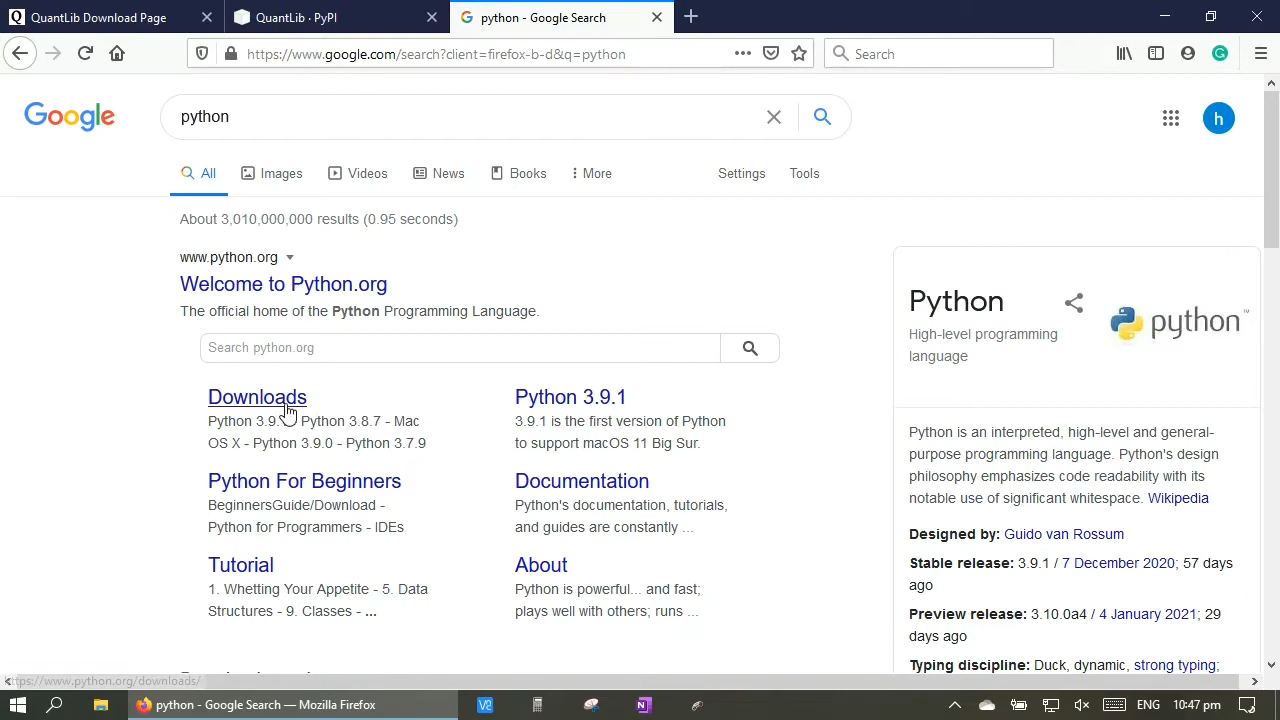 QuantLib Download Page
QuantLib · PyPI
python - Google Search
https://www.google.com/search?client=firefox-b-d&q=python
Search
Google
python
h
All
Images
Videos
News
Books
More
Settings
Tools
About 3,010,000,000 results (0.95 seconds)
www.python.org
Welcome to Python.org
The official home of the Python Programming Language.
Search python.org
Downloads
Python 3.9. Python 3.8.7 - Mac
OS X - Python 3.9.0 - Python 3.7.9
Python 3.9.1
3.9.1 is the first version of Python
to support macOS 11 Big Sur.
Python For Beginners
BeginnersGuide/Download -
Python for Programmers - IDEs
Documentation
Python's documentation, tutorials,
and guides are constantly ...
Tutorial
1. Whetting Your Appetite - 5. Data
Structures - 9. Classes - ...
About
Python is powerful... and fast;
plays well with others; runs ...
Python
High-level programming
language
python™
Python is an interpreted, high-level and general-
purpose programming language. Python's design
philosophy emphasizes code readability with its
notable use of significant whitespace. Wikipedia
Designed by: Guido van Rossum
Stable release: 3.9.1 / 7 December 2020; 57 days
ago
Preview release: 3.10.0a4 / 4 January 2021; 29
days ago
Typing discipline: Duck, dynamic, strong typing;
https://www.python.org/downloads/
python - Google Search — Mozilla Firefox
ENG
10:47 pm